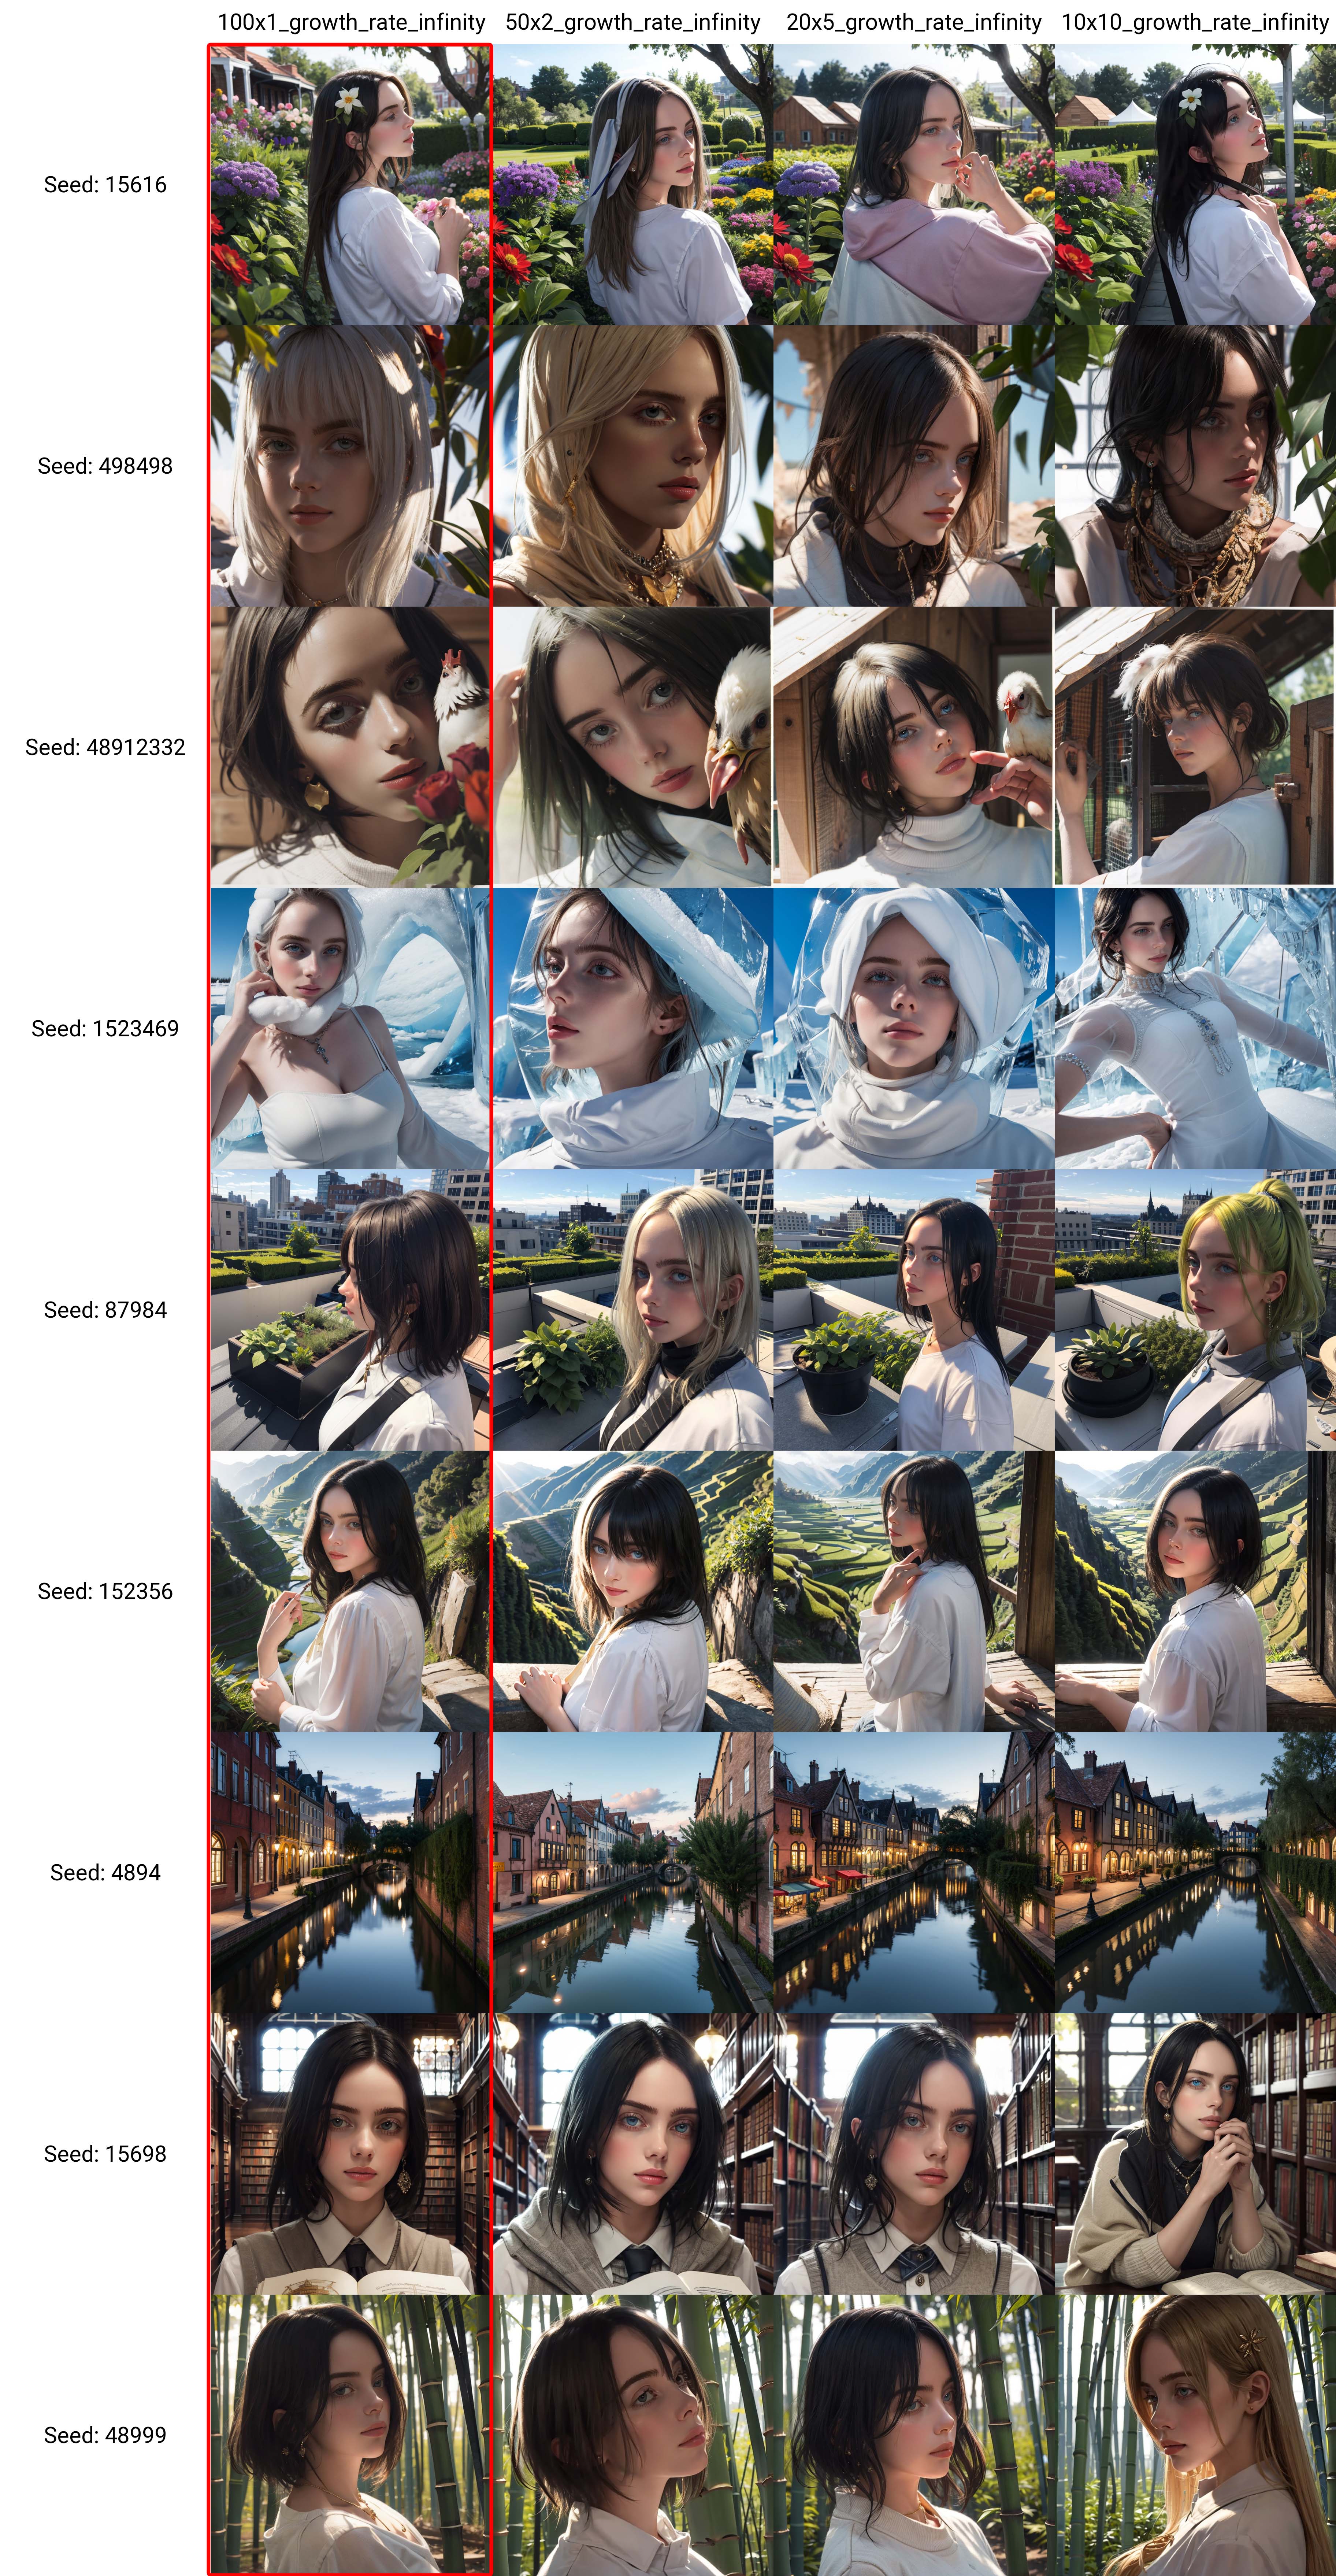 100x1_growth_rate_infinity 50x2_growth_rate_infinity 20x5_growth_rate_infinity 10x10_growth_rate_infinity
Seed: 15616
Seed: 498498
Seed: 48912332
Seed: 1523469
Seed: 87984
Seed: 152356
Seed: 4894
Seed: 15698
Seed: 48999